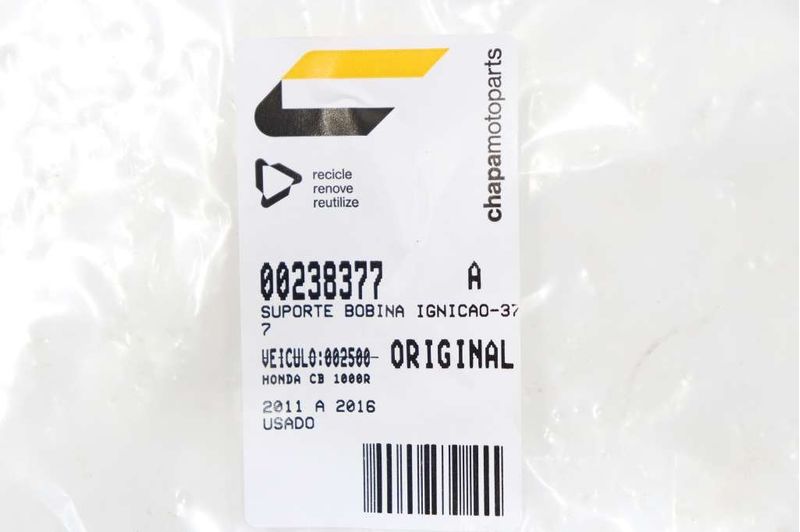 chapamotoparts
recicle
renove
reutilize
00238377 A
SUPORTE BOBINA IGNICAO-37
7
VEICULO:002500- ORIGINAL
HONDA CB 1000R
2011 A 2016
USADO